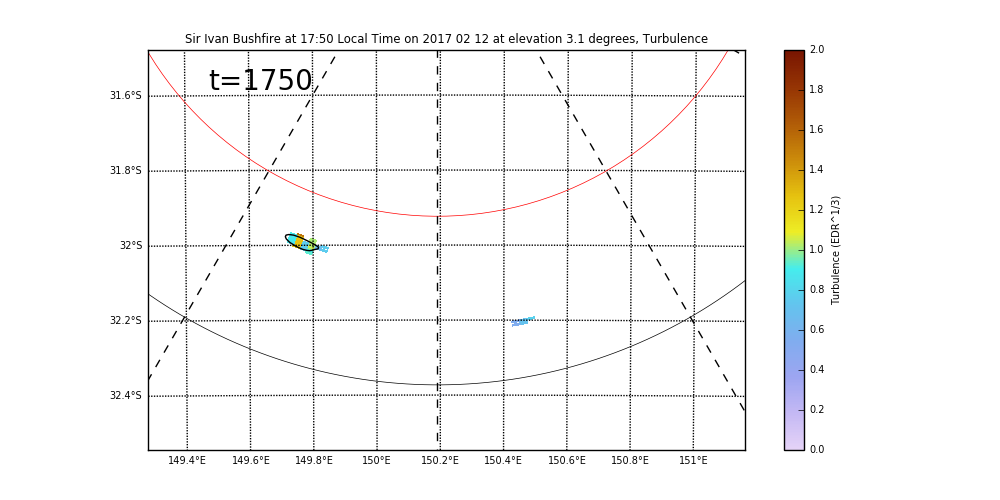 Sir Ivan Bushfire at 17:50 Local Time on 2017 02 12 at elevation 3.1 degrees, Turbulence
t=1750
31.6°S
31.8°S
32°S
32.2°S
32.4°S
149.4°E 149.6°E 149.8°E 150°E 150.2°E 150.4°E 150.6°E 150.8°E 151°E
2.0
1.8
1.6
1.4
1.2
1.0
0.8
0.6
0.4
0.2
0.0
Turbulence (EDR^1/3)